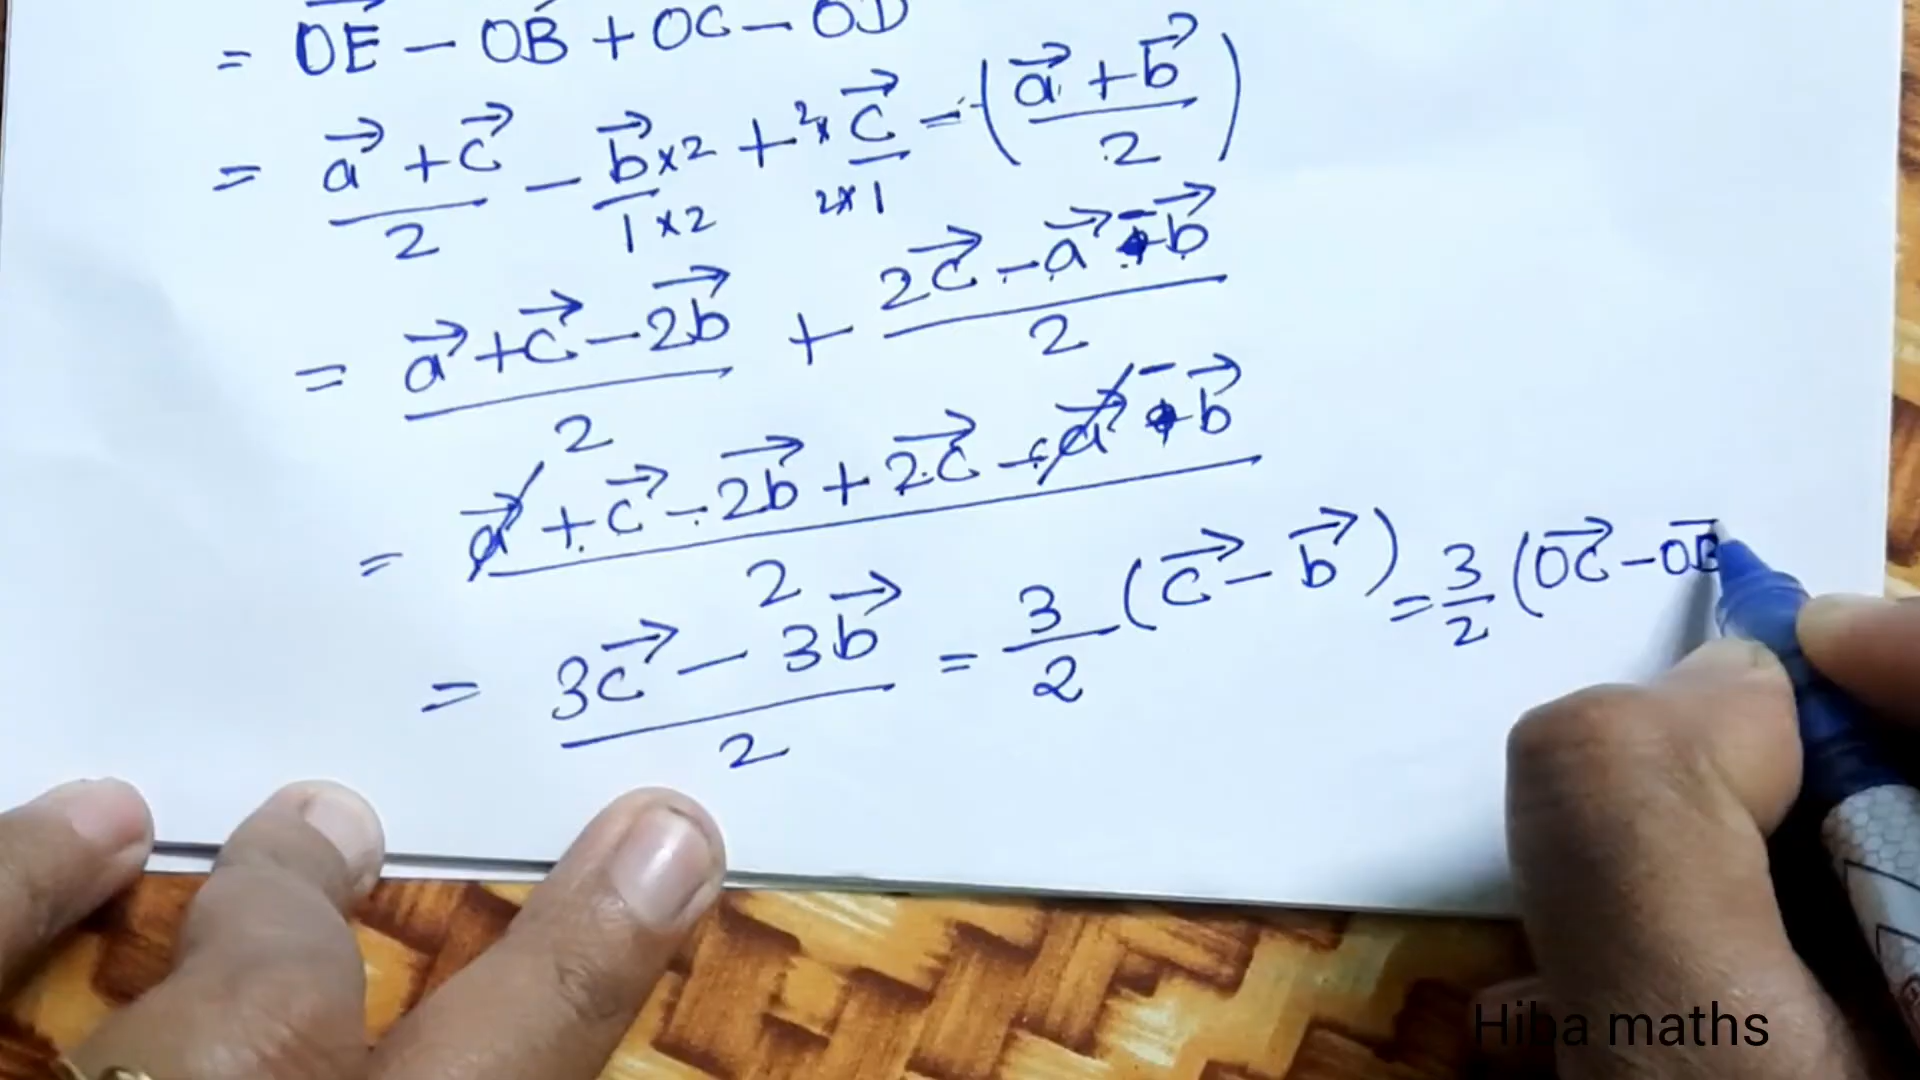 = OE⃗ − OB⃗ + OC − OD
= (a⃗ + c⃗)/2 − (b⃗ ×2)/(1 ×2) + (2× c⃗)/(2×1) − ((a⃗ + b⃗)/2)
= (a⃗ + c⃗ − 2b⃗)/2 + (2c⃗ − a⃗ − b⃗)/2
= (a⃗ + c⃗ − 2b⃗ + 2c⃗ − a⃗ − b⃗)/2
= (3c⃗ − 3b⃗)/2 = 3/2 (c⃗ − b⃗) = 3/2 (OC⃗ − OB
Hiba maths